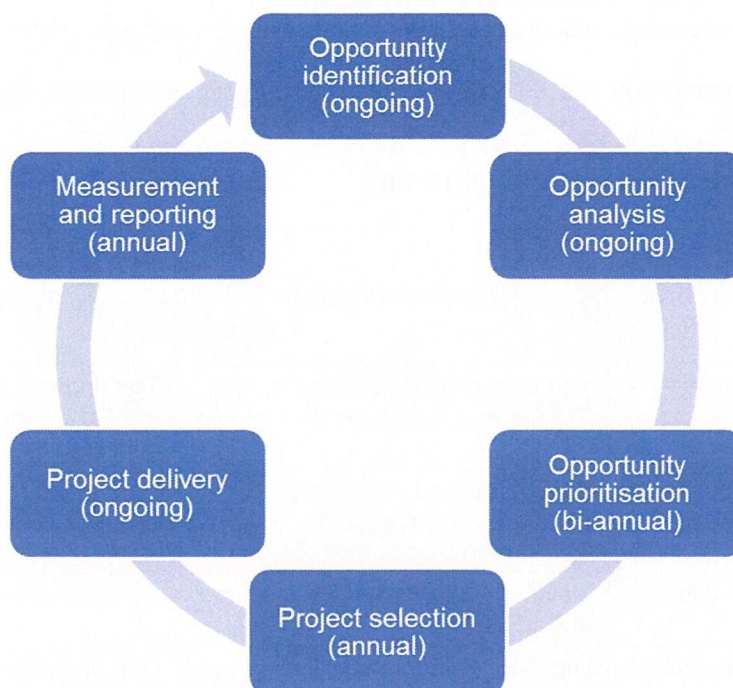 Opportunity
identification
(ongoing)
Opportunity
analysis
(ongoing)
Opportunity
prioritisation
(bi-annual)
Project selection
(annual)
Project delivery
(ongoing)
Measurement
and reporting
(annual)